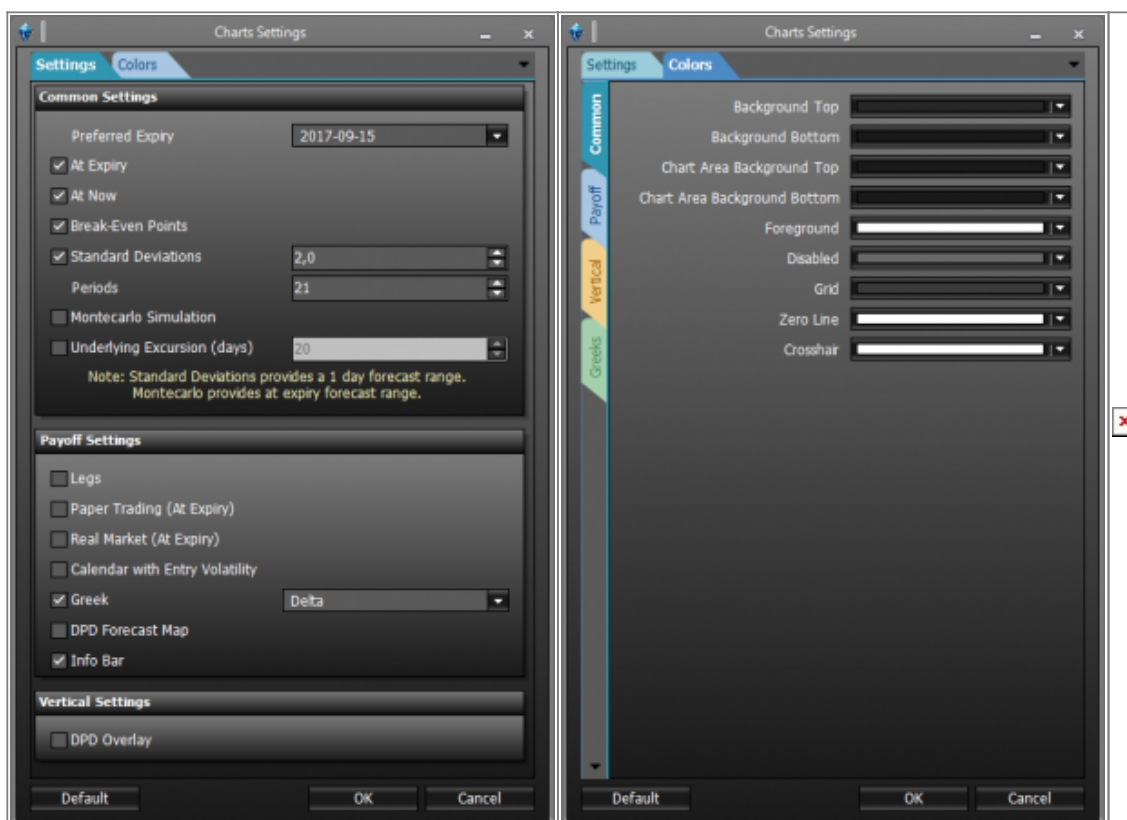 Charts Settings
Settings Colors
Common Settings
Preferred Expiry 2017-09-15
At Expiry
At Now
Break-Even Points
Standard Deviations 2,0
Periods 21
Montecarlo Simulation
Underlying Excursion (days) 20
Note: Standard Deviations provides a 1 day forecast range.
Montecarlo provides at expiry forecast range.
Payoff Settings
Legs
Paper Trading (At Expiry)
Real Market (At Expiry)
Calendar with Entry Volatility
Greek Delta
DPD Forecast Map
Info Bar
Vertical Settings
DPD Overlay
Default OK Cancel
Charts Settings
Settings Colors
Common
Payoff
Vertical
Greeks
Background Top
Background Bottom
Chart Area Background Top
Chart Area Background Bottom
Foreground
Disabled
Grid
Zero Line
Crosshair
Default OK Cancel